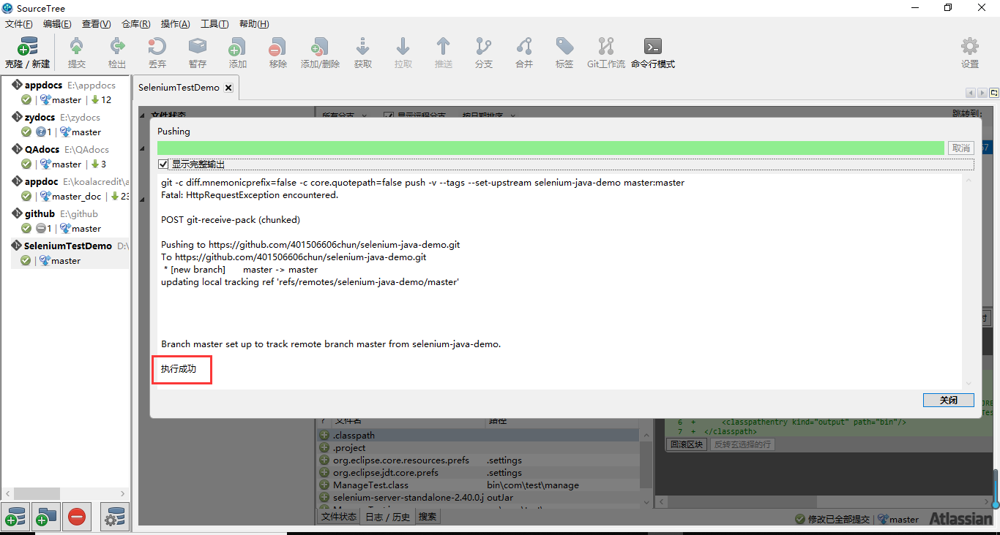 SourceTree
文件(F) 编辑(E) 查看(V) 仓库(R) 操作(A) 工具(T) 帮助(H)
克隆 / 新建 提交 检出 丢弃 暂存 添加 移除 添加/删除 获取 拉取 推送 分支 合并 标签 Git工作流 命令行模式 设置
appdocs E:\appdocs
master 12
zydocs E:\zydocs
1 master
QAdocs E:\QAdocs
master 3
appdoc E:\koalacredit\a
master_doc 23
github E:\github
1 master
SeleniumTestDemo D:\
master
SeleniumTestDemo
文件状态
所有分支 显示远程分支 按日期排序 跳转到:
Pushing
取消
显示完整输出
git -c diff.mnemonicprefix=false -c core.quotepath=false push -v --tags --set-upstream selenium-java-demo master:master
Fatal: HttpRequestException encountered.
POST git-receive-pack (chunked)
Pushing to https://github.com/401506606chun/selenium-java-demo.git
To https://github.com/401506606chun/selenium-java-demo.git
* [new branch] master -> master
updating local tracking ref 'refs/remotes/selenium-java-demo/master'
Branch master set up to track remote branch master from selenium-java-demo.
执行成功
关闭
文件名 路径
.classpath
.project
org.eclipse.core.resources.prefs .settings
org.eclipse.jdt.core.prefs .settings
ManageTest.class bin\com\test\manage
selenium-server-standalone-2.40.0.j outJar
6 + <classpathentry kind="output" path="bin"/>
7 + </classpath>
回滚区块 反转玄选择的行
文件状态 日志 / 历史 搜索
修改已全部提交 master Atlassian